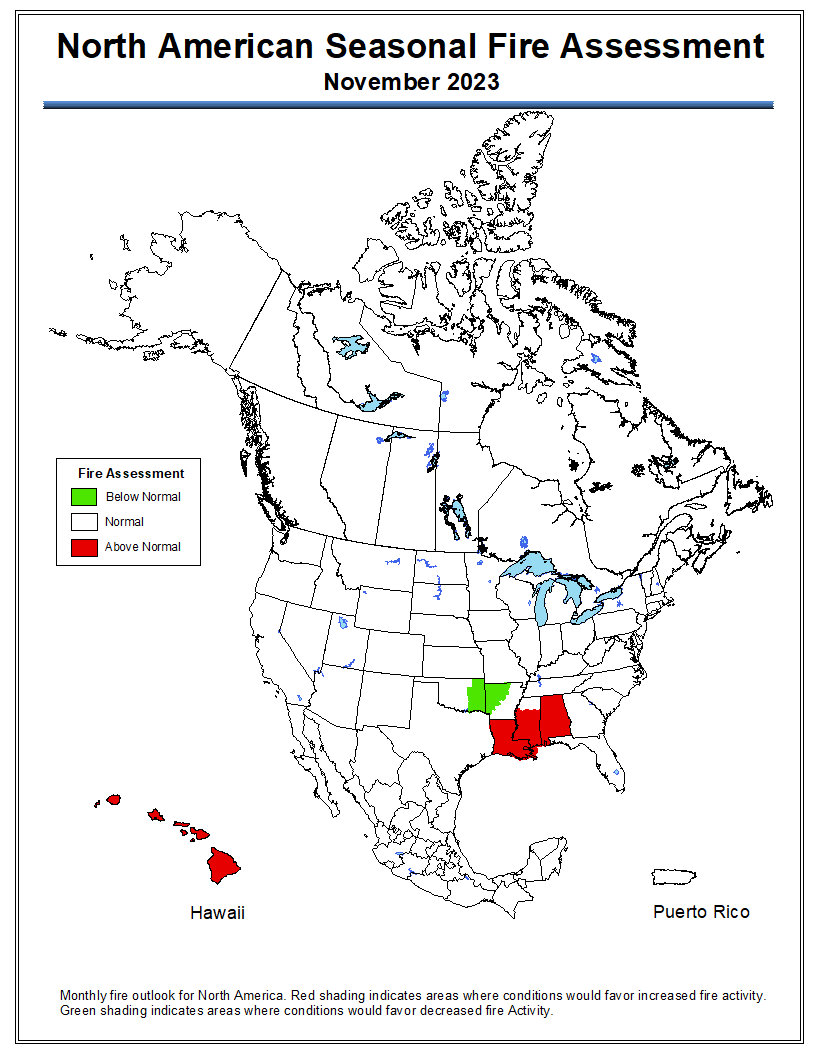 North American Seasonal Fire Assessment
November 2023
Fire Assessment
Below Normal
Normal
Above Normal
Hawaii
Puerto Rico
Monthly fire outlook for North America. Red shading indicates areas where conditions would favor increased fire activity.
Green shading indicates areas where conditions would favor decreased fire Activity.